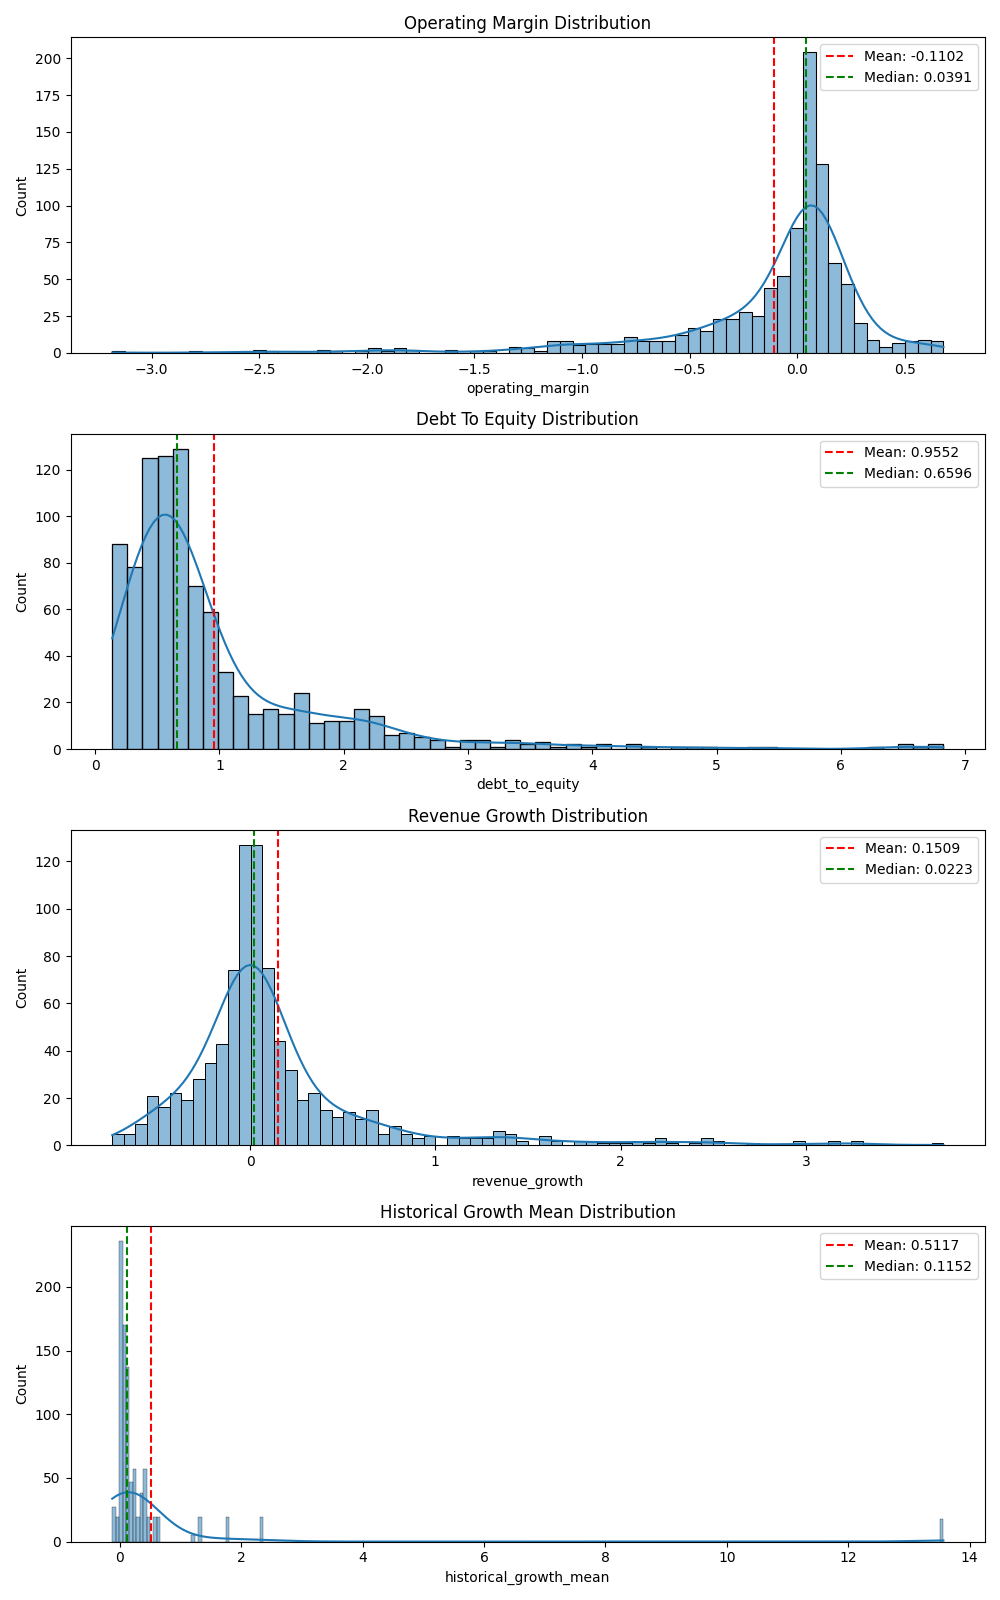 Operating Margin Distribution
Mean: -0.1102
Median: 0.0391
Count
200
175
150
125
100
75
50
25
0
−3.0 −2.5 −2.0 −1.5 −1.0 −0.5 0.0 0.5
operating_margin
Debt To Equity Distribution
Mean: 0.9552
Median: 0.6596
Count
120
100
80
60
40
20
0
0 1 2 3 4 5 6 7
debt_to_equity
Revenue Growth Distribution
Mean: 0.1509
Median: 0.0223
Count
120
100
80
60
40
20
0
0 1 2 3
revenue_growth
Historical Growth Mean Distribution
Mean: 0.5117
Median: 0.1152
Count
200
150
100
50
0
0 2 4 6 8 10 12 14
historical_growth_mean